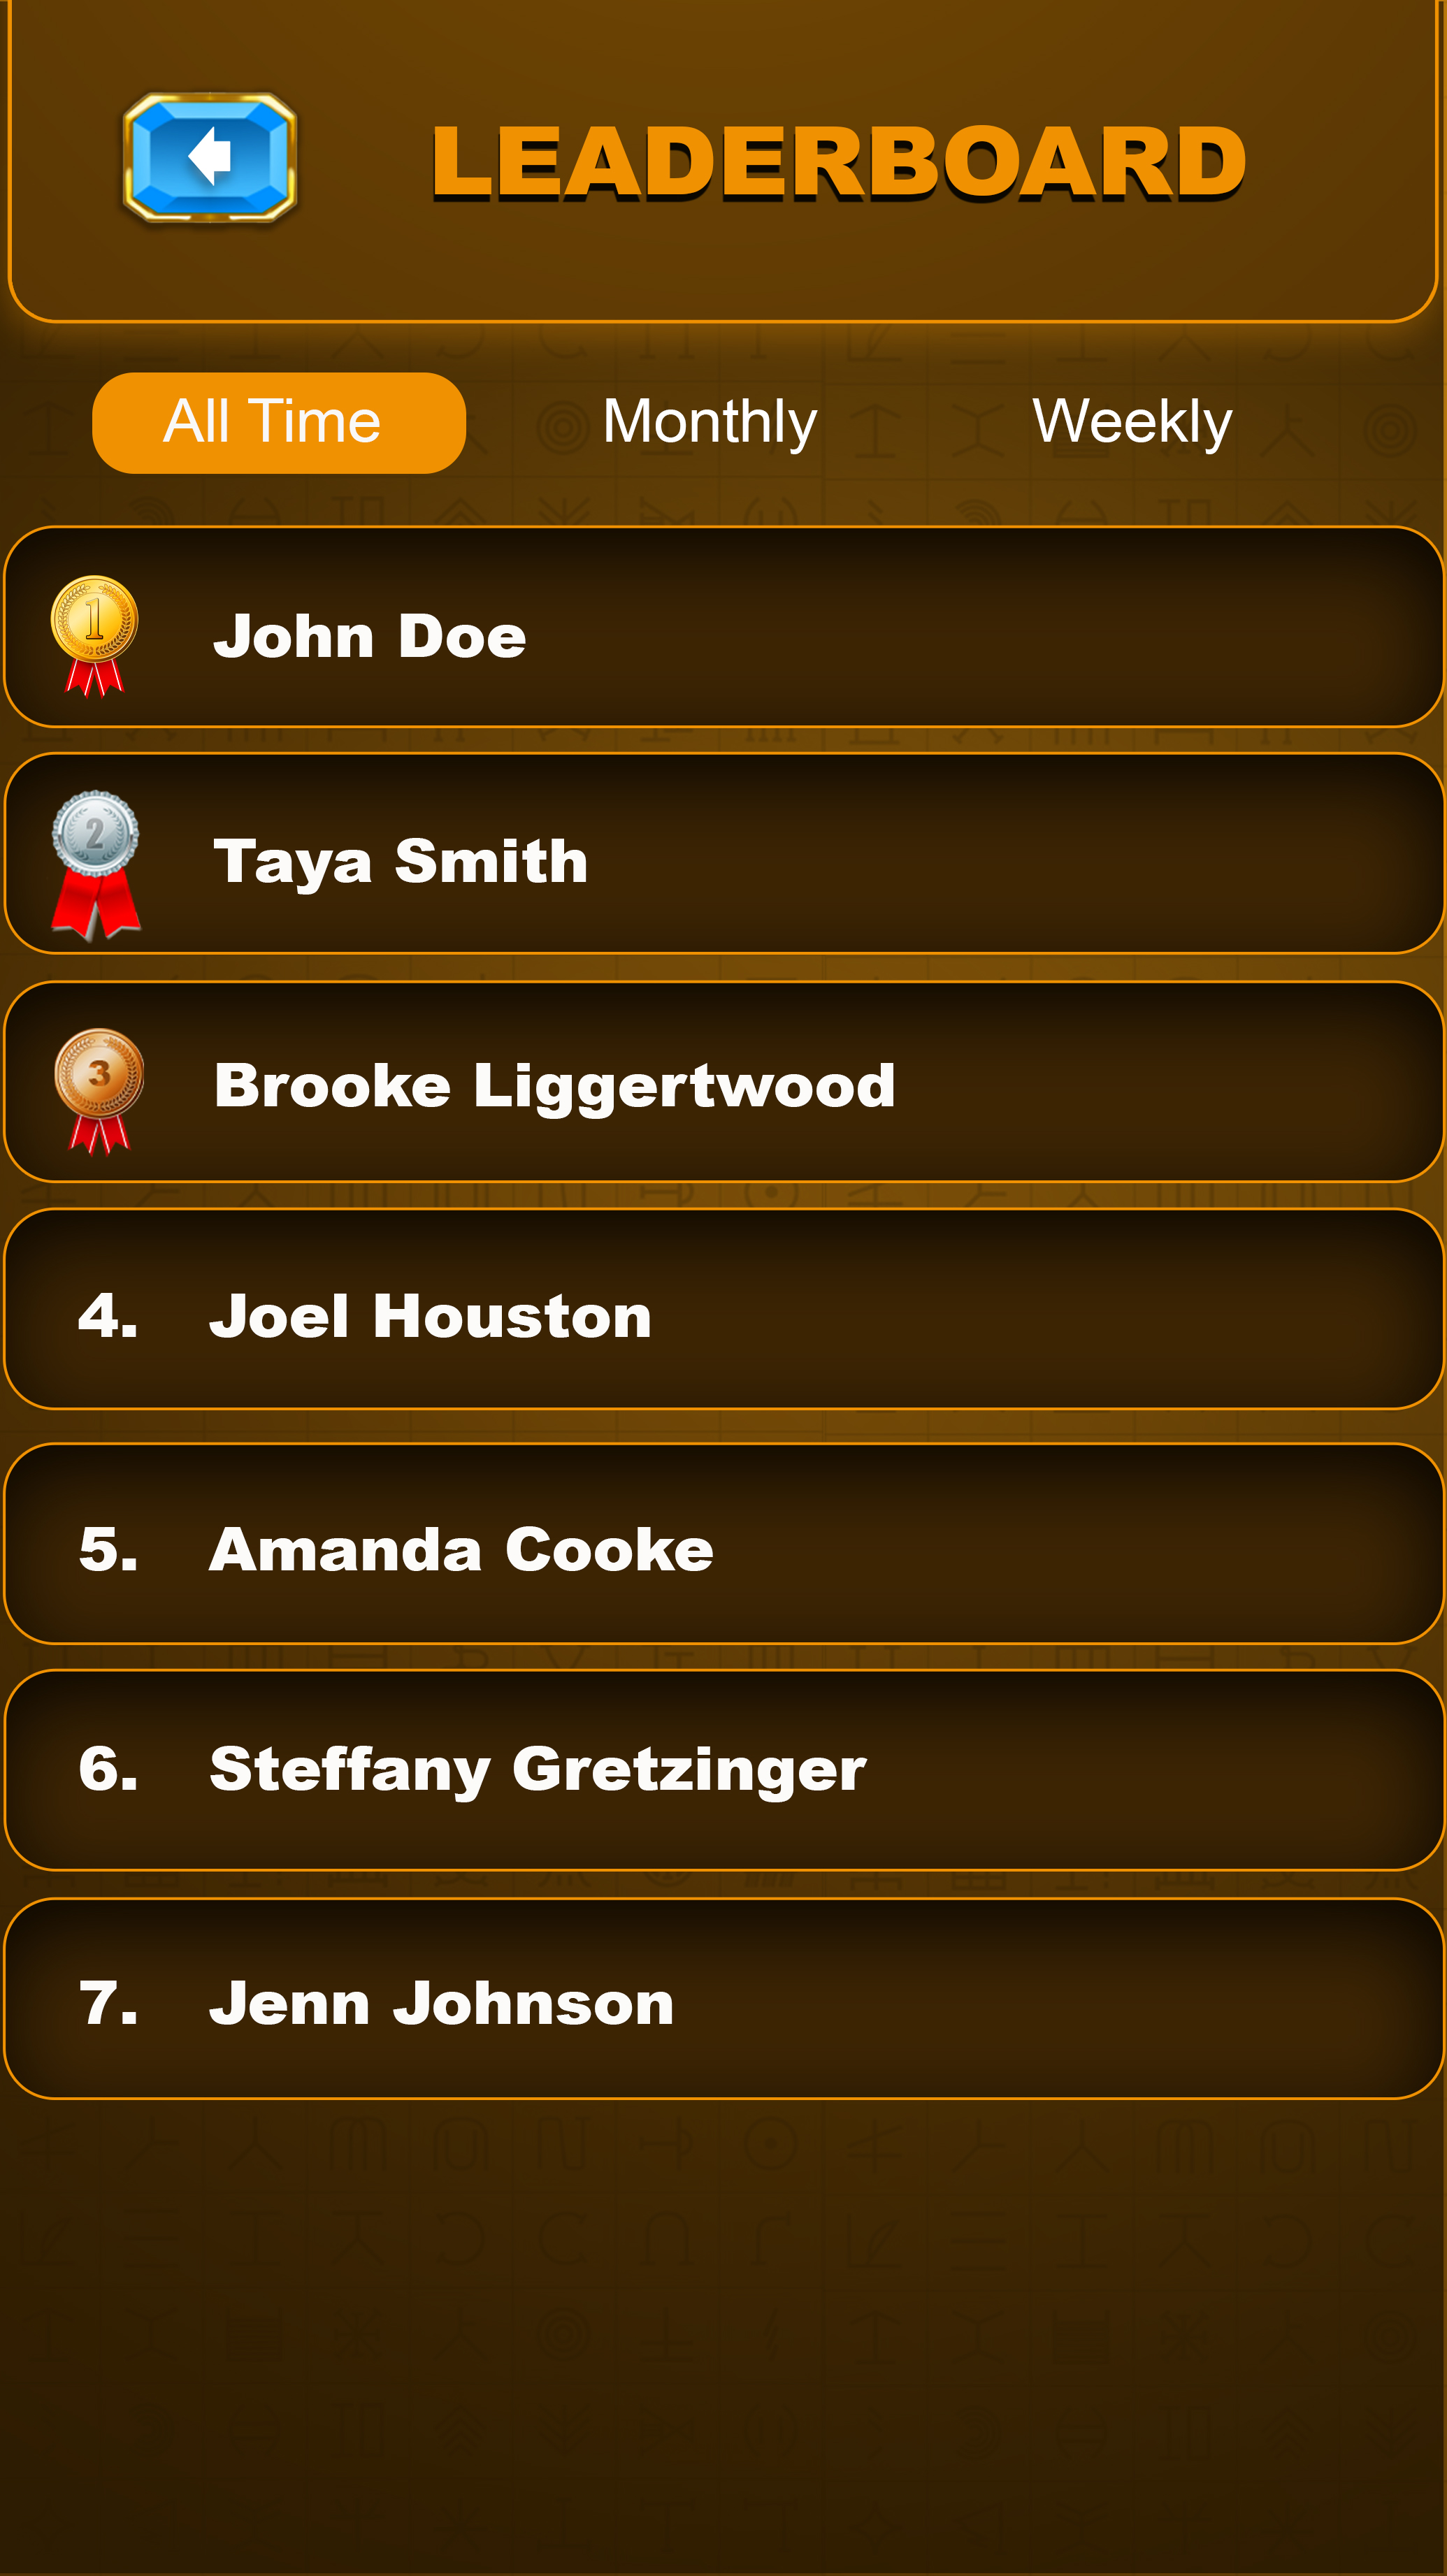 LEADERBOARD
All Time Monthly Weekly
1 John Doe
2 Taya Smith
3 Brooke Liggertwood
4. Joel Houston
5. Amanda Cooke
6. Steffany Gretzinger
7. Jenn Johnson